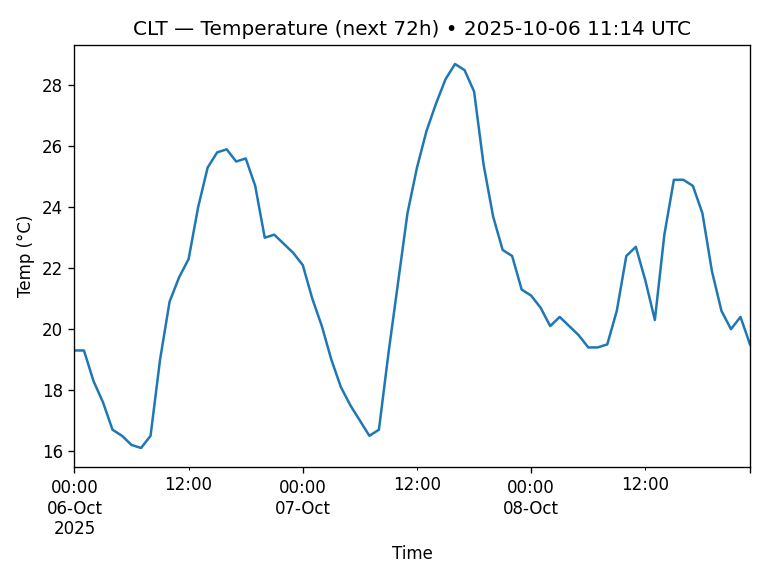 CLT — Temperature (next 72h) • 2025-10-06 11:14 UTC
28
26
24
22
20
18
16
Temp (°C)
00:00 12:00 00:00 12:00 00:00 12:00
06-Oct 07-Oct 08-Oct
2025
Time